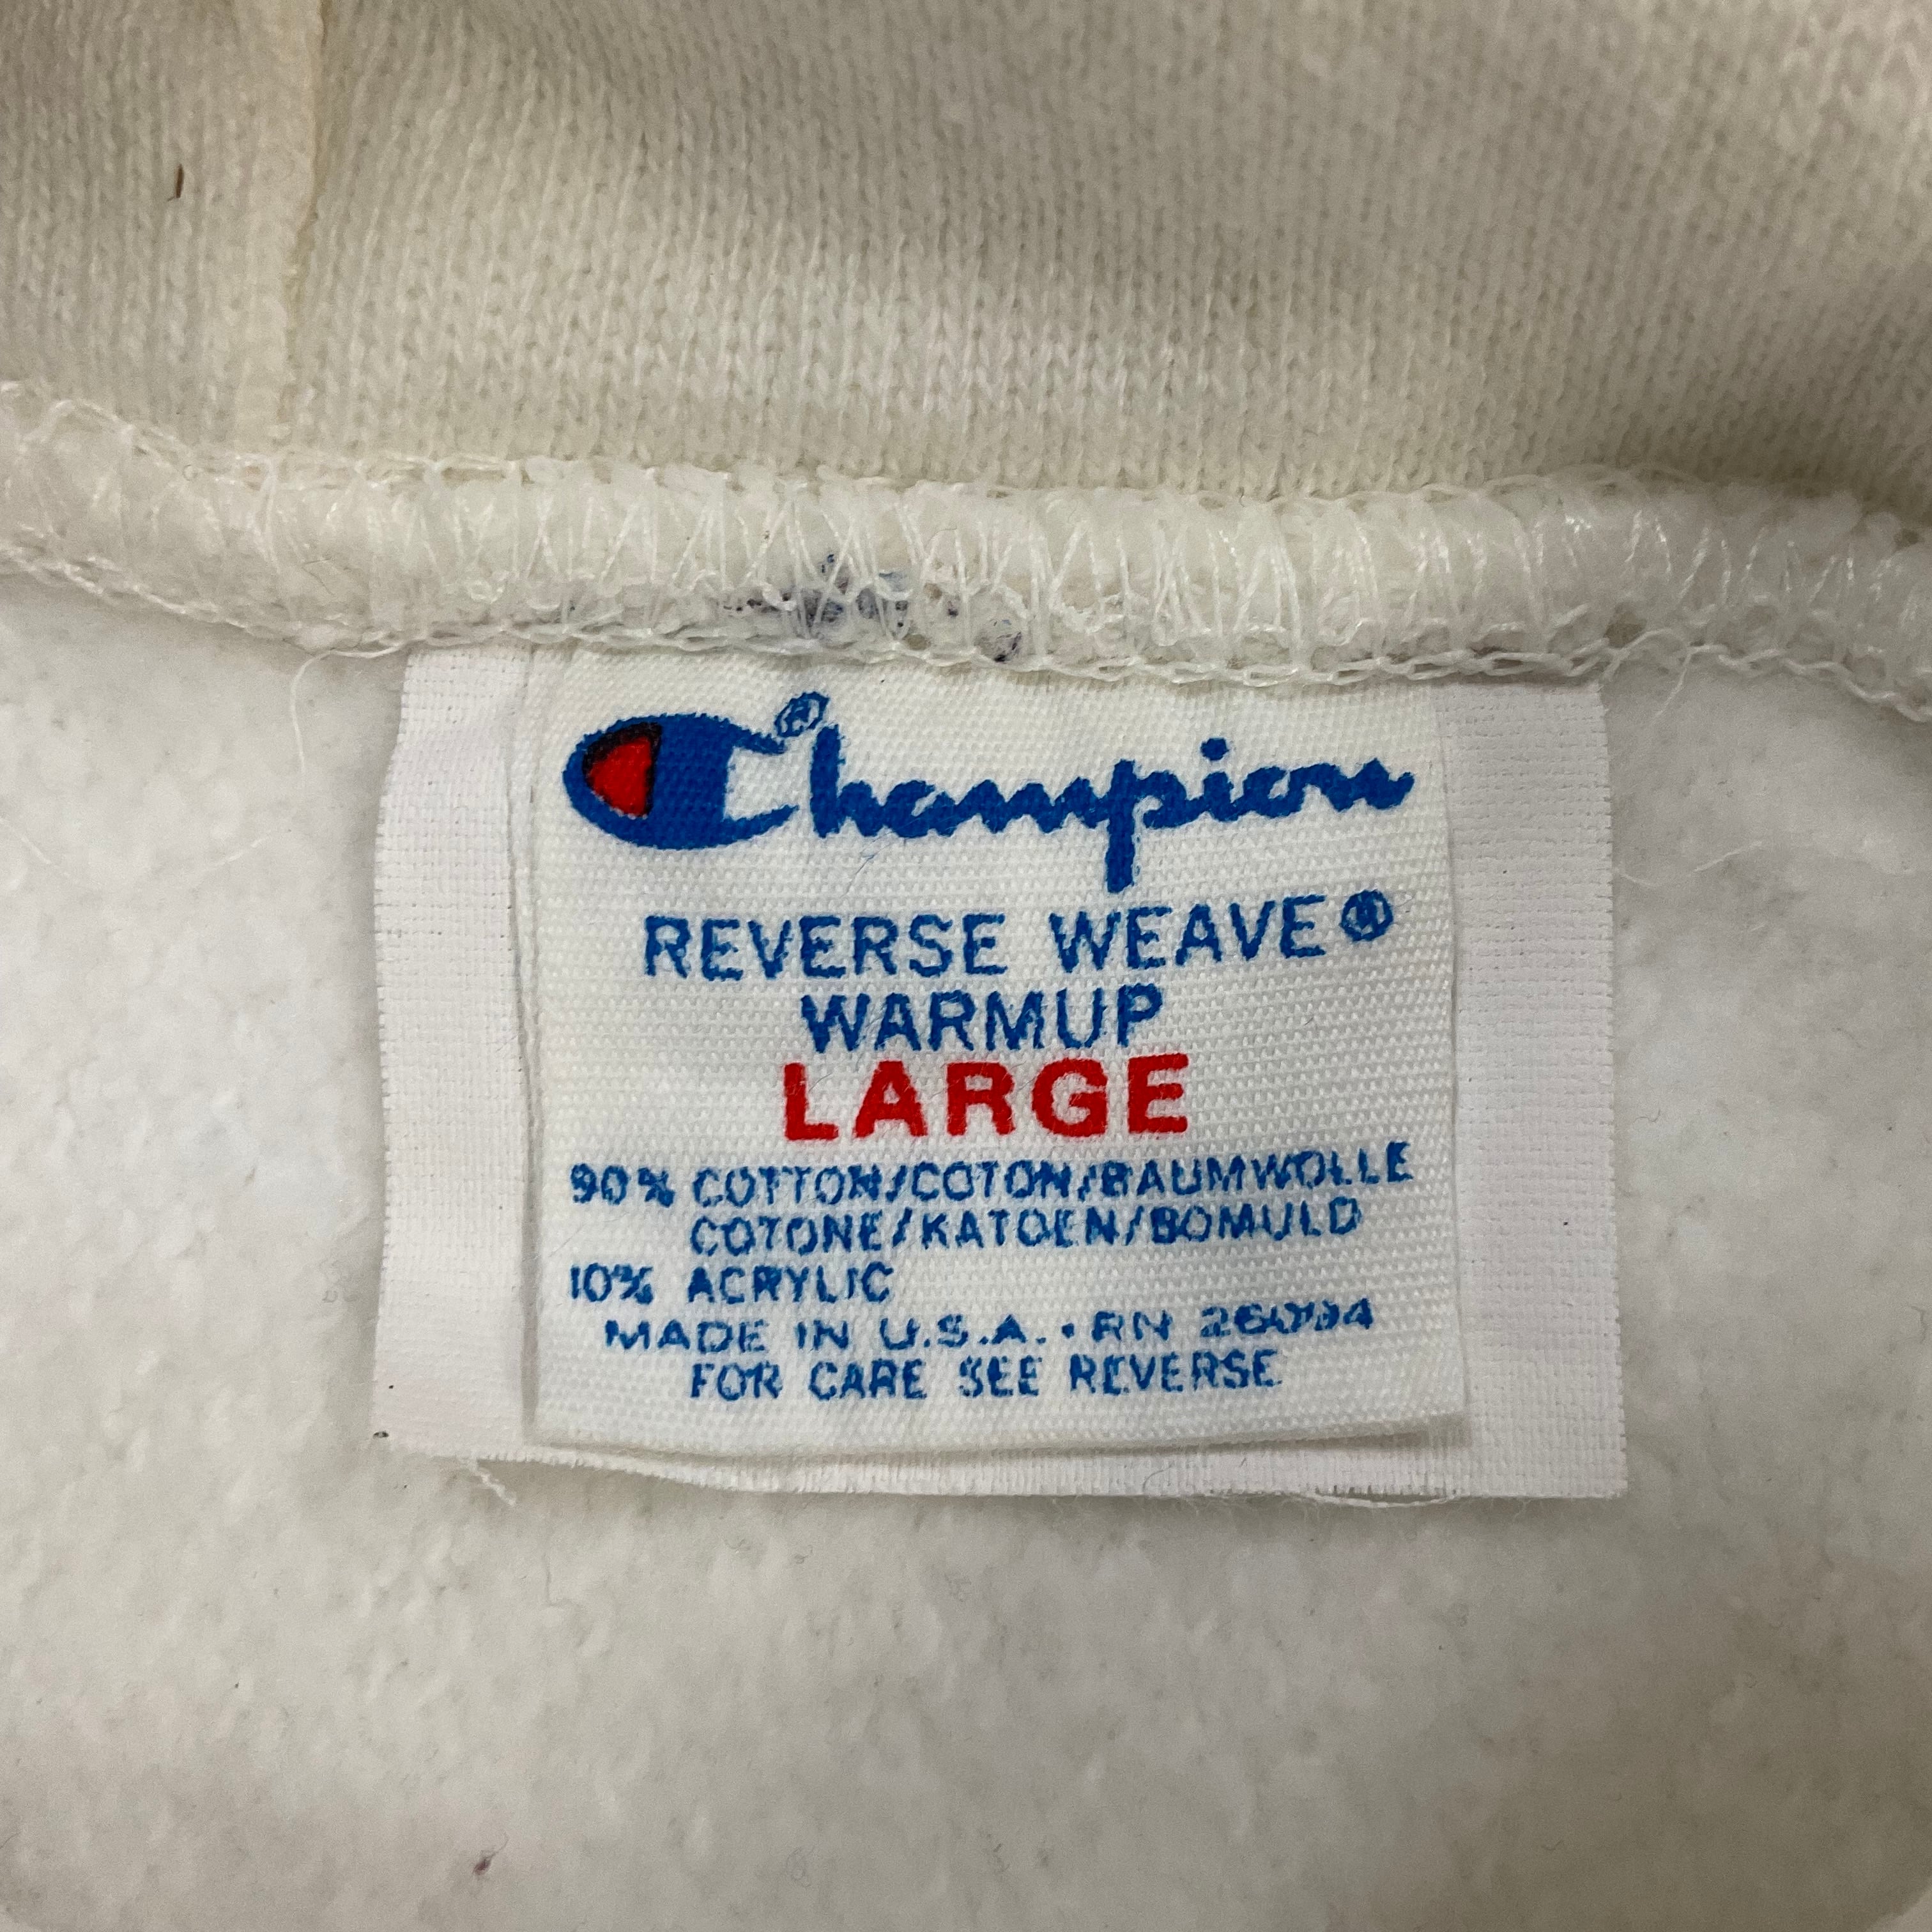 Champion®
REVERSE WEAVE®
WARMUP
LARGE
90% COTTON/COTON/BAUMWOLLE
COTONE/KATOEN/BOMULD
10% ACRYLIC
MADE IN U.S.A. • RN 26094
FOR CARE SEE REVERSE